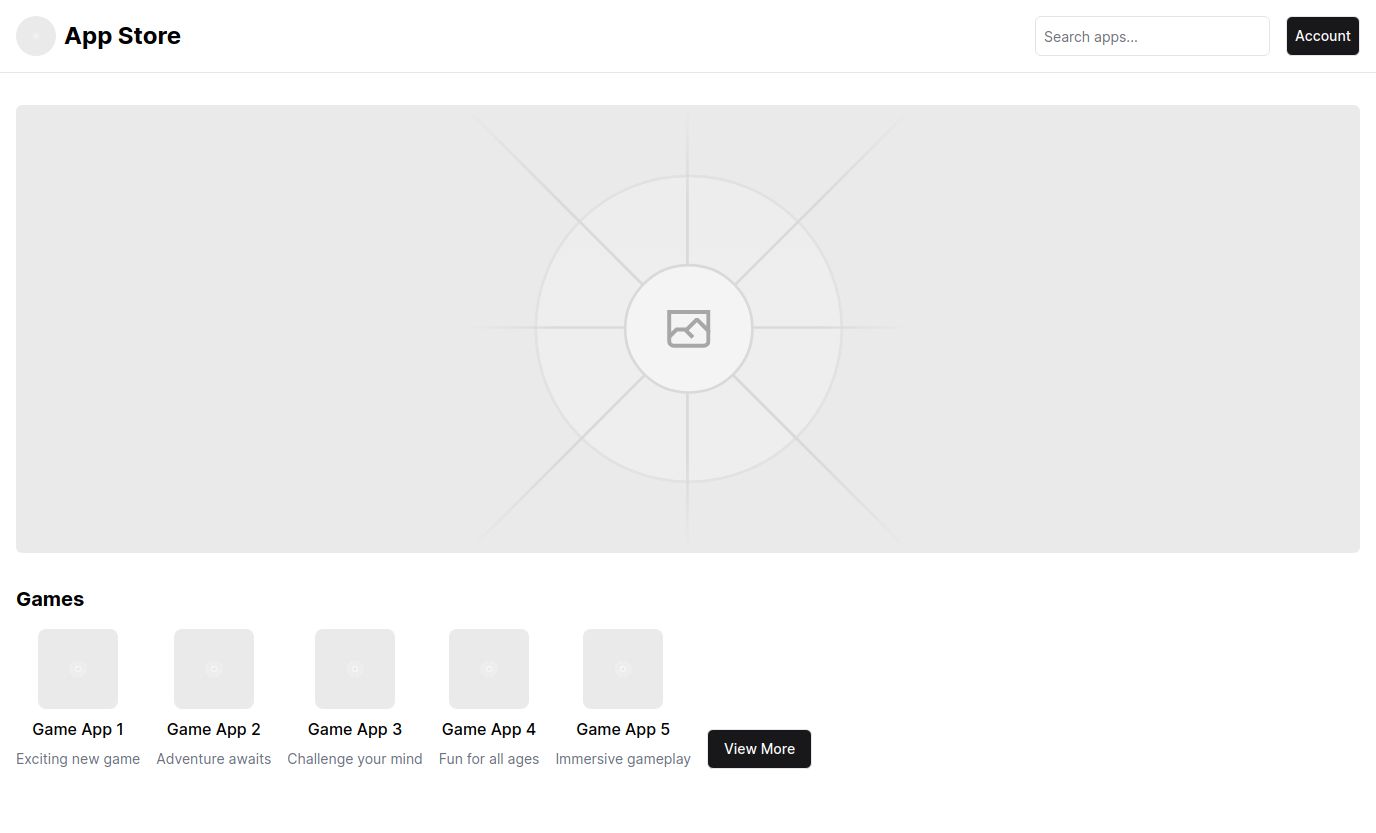 App Store
Search apps...
Account
Games
Game App 1
Exciting new game
Game App 2
Adventure awaits
Game App 3
Challenge your mind
Game App 4
Fun for all ages
Game App 5
Immersive gameplay
View More